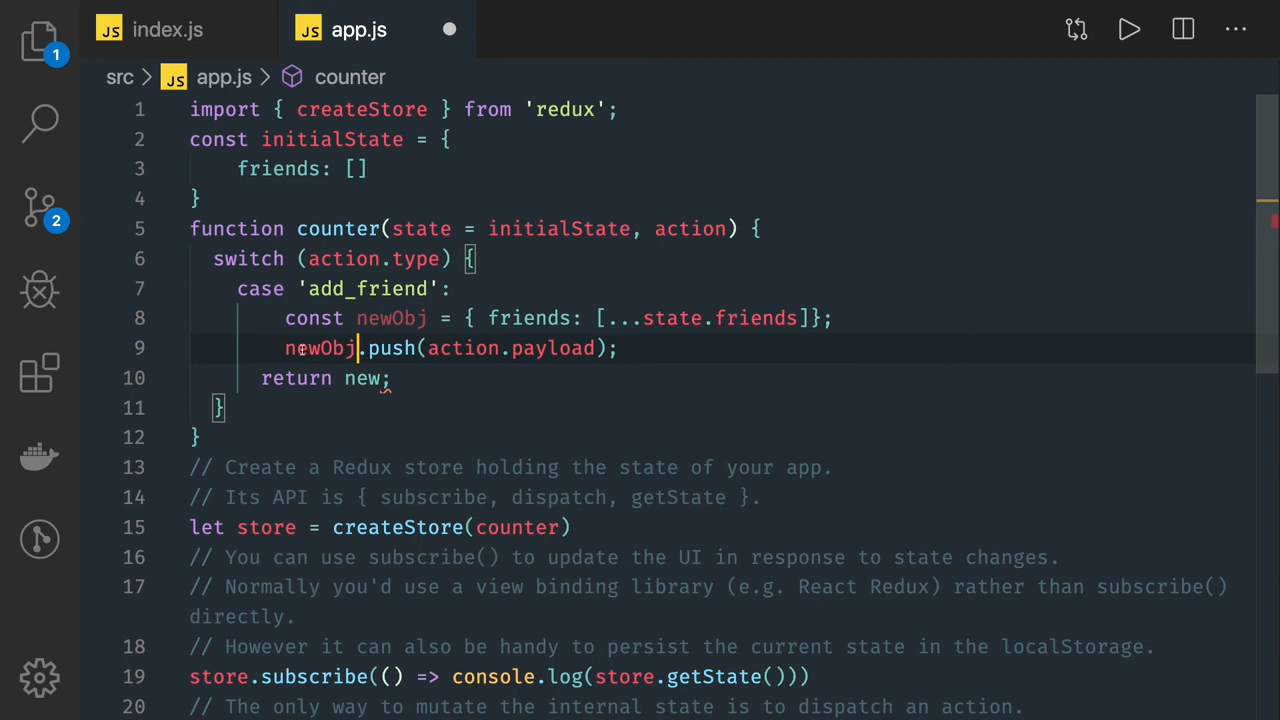 JS index.js
JS app.js
1
src > JS app.js > counter
1 import { createStore } from 'redux';
2 const initialState = {
3 friends: []
4 }
5 function counter(state = initialState, action) {
6 switch (action.type) {
7 case 'add_friend':
8 const newObj = { friends: [...state.friends]};
9 newObj.push(action.payload);
2
10 return new;
11 }
12 }
13 // Create a Redux store holding the state of your app.
14 // Its API is { subscribe, dispatch, getState }.
15 let store = createStore(counter)
16 // You can use subscribe() to update the UI in response to state changes.
17 // Normally you'd use a view binding library (e.g. React Redux) rather than subscribe()
directly.
18 // However it can also be handy to persist the current state in the localStorage.
19 store.subscribe(() => console.log(store.getState()))
20 // The only way to mutate the internal state is to dispatch an action.